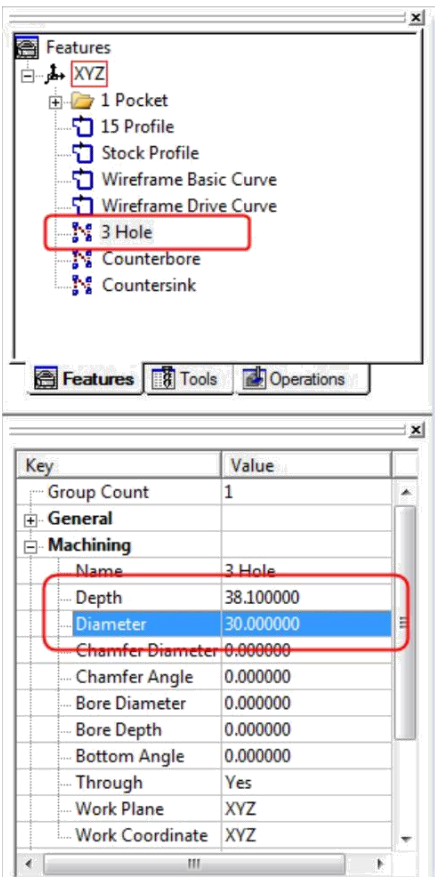 Features
XYZ
1 Pocket
15 Profile
Stock Profile
Wireframe Basic Curve
Wireframe Drive Curve
3 Hole
Counterbore
Countersink
Features Tools Operations
Key Value
Group Count 1
General
Machining
Name 3 Hole
Depth 38.100000
Diameter 30.000000
Chamfer Diameter 0.000000
Chamfer Angle 0.000000
Bore Diameter 0.000000
Bore Depth 0.000000
Bottom Angle 0.000000
Through Yes
Work Plane XYZ
Work Coordinate XYZ